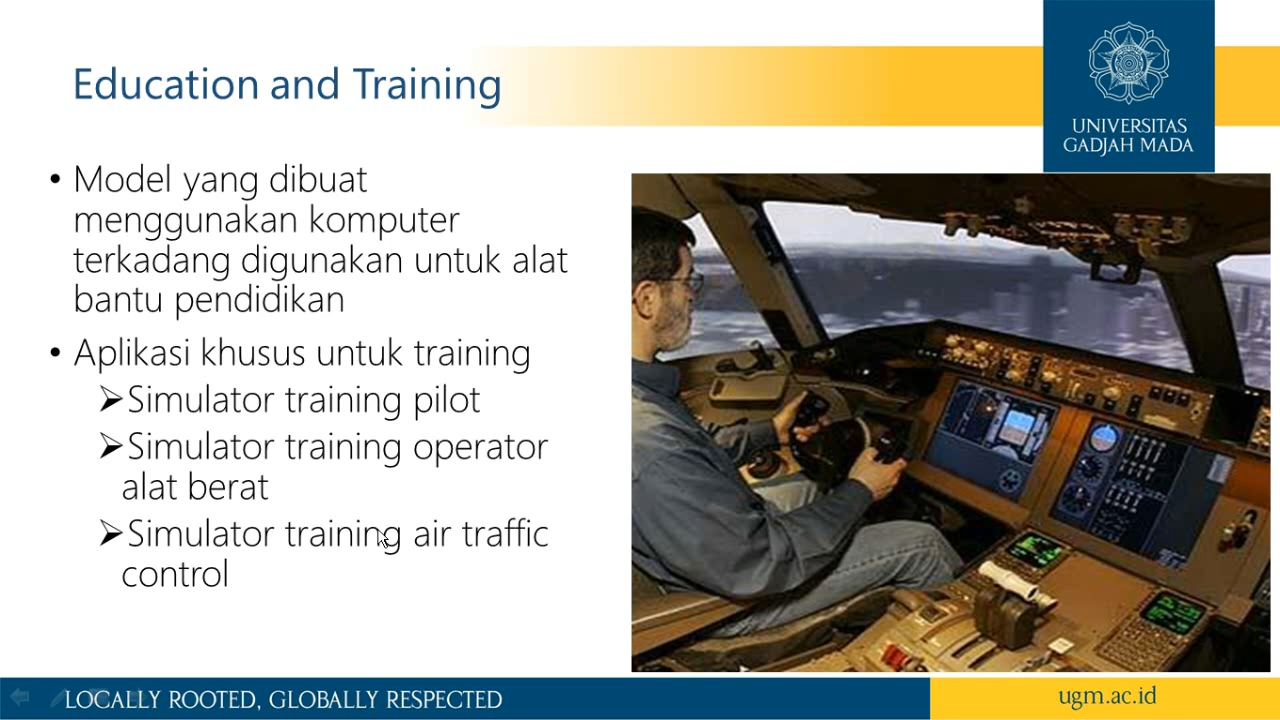 Education and Training
UNIVERSITAS
GADJAH MADA
• Model yang dibuat
menggunakan komputer
terkadang digunakan untuk alat
bantu pendidikan
• Aplikasi khusus untuk training
➢Simulator training pilot
➢Simulator training operator
alat berat
➢Simulator training air traffic
control
LOCALLY ROOTED, GLOBALLY RESPECTED
ugm.ac.id